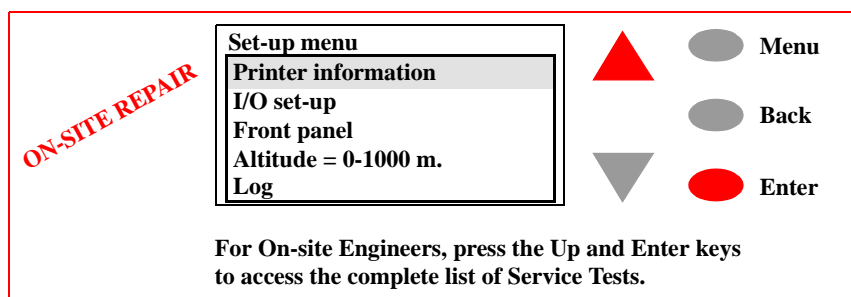 ON-SITE REPAIR
Set-up menu
Printer information
I/O set-up
Front panel
Altitude = 0-1000 m.
Log
Menu
Back
Enter
For On-site Engineers, press the Up and Enter keys
to access the complete list of Service Tests.